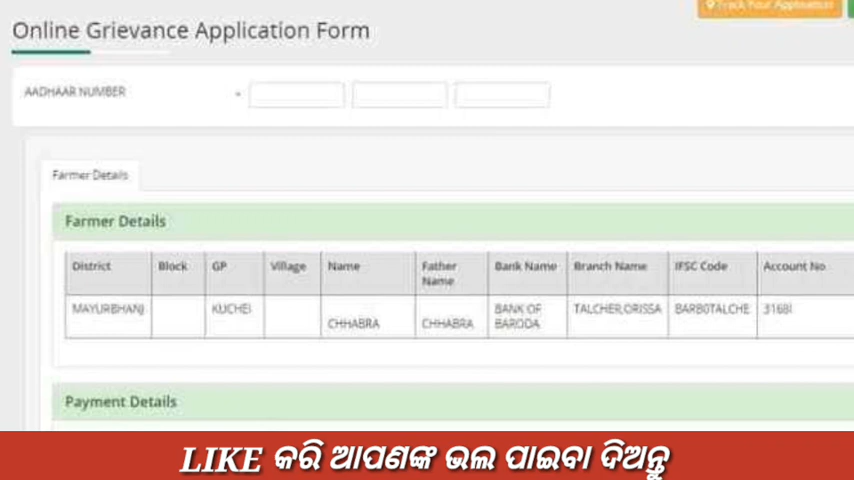 Track Your Application
Online Grievance Application Form
AADHAAR NUMBER *
Farmer Details
Farmer Details
District Block GP Village Name Father Name Bank Name Branch Name IFSC Code Account No
MAYURBHANJ KUCHEI CHHABRA CHHABRA BANK OF BARODA TALCHER,ORISSA BARB0TALCHE 3168
Payment Details
LIKE କରି ଆପଣଙ୍କ ଭଲ ପାଇବା ଦିଅନ୍ତୁ